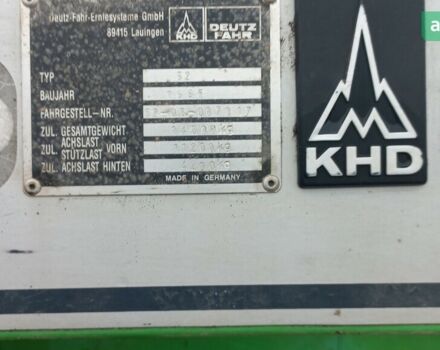 Deutz-Fahr-Erntesysteme GmbH
89415 Lauingen
KHD
DEUTZ
FAHR
TYP
BAUJAHR
FAHRGESTELL-NR.
ZUL. GESAMTGEWICHT
ZUL. ACHSLAST VORN
STÜTZLAST
ZUL. ACHSLAST HINTEN
MADE IN GERMANY
KHD
a